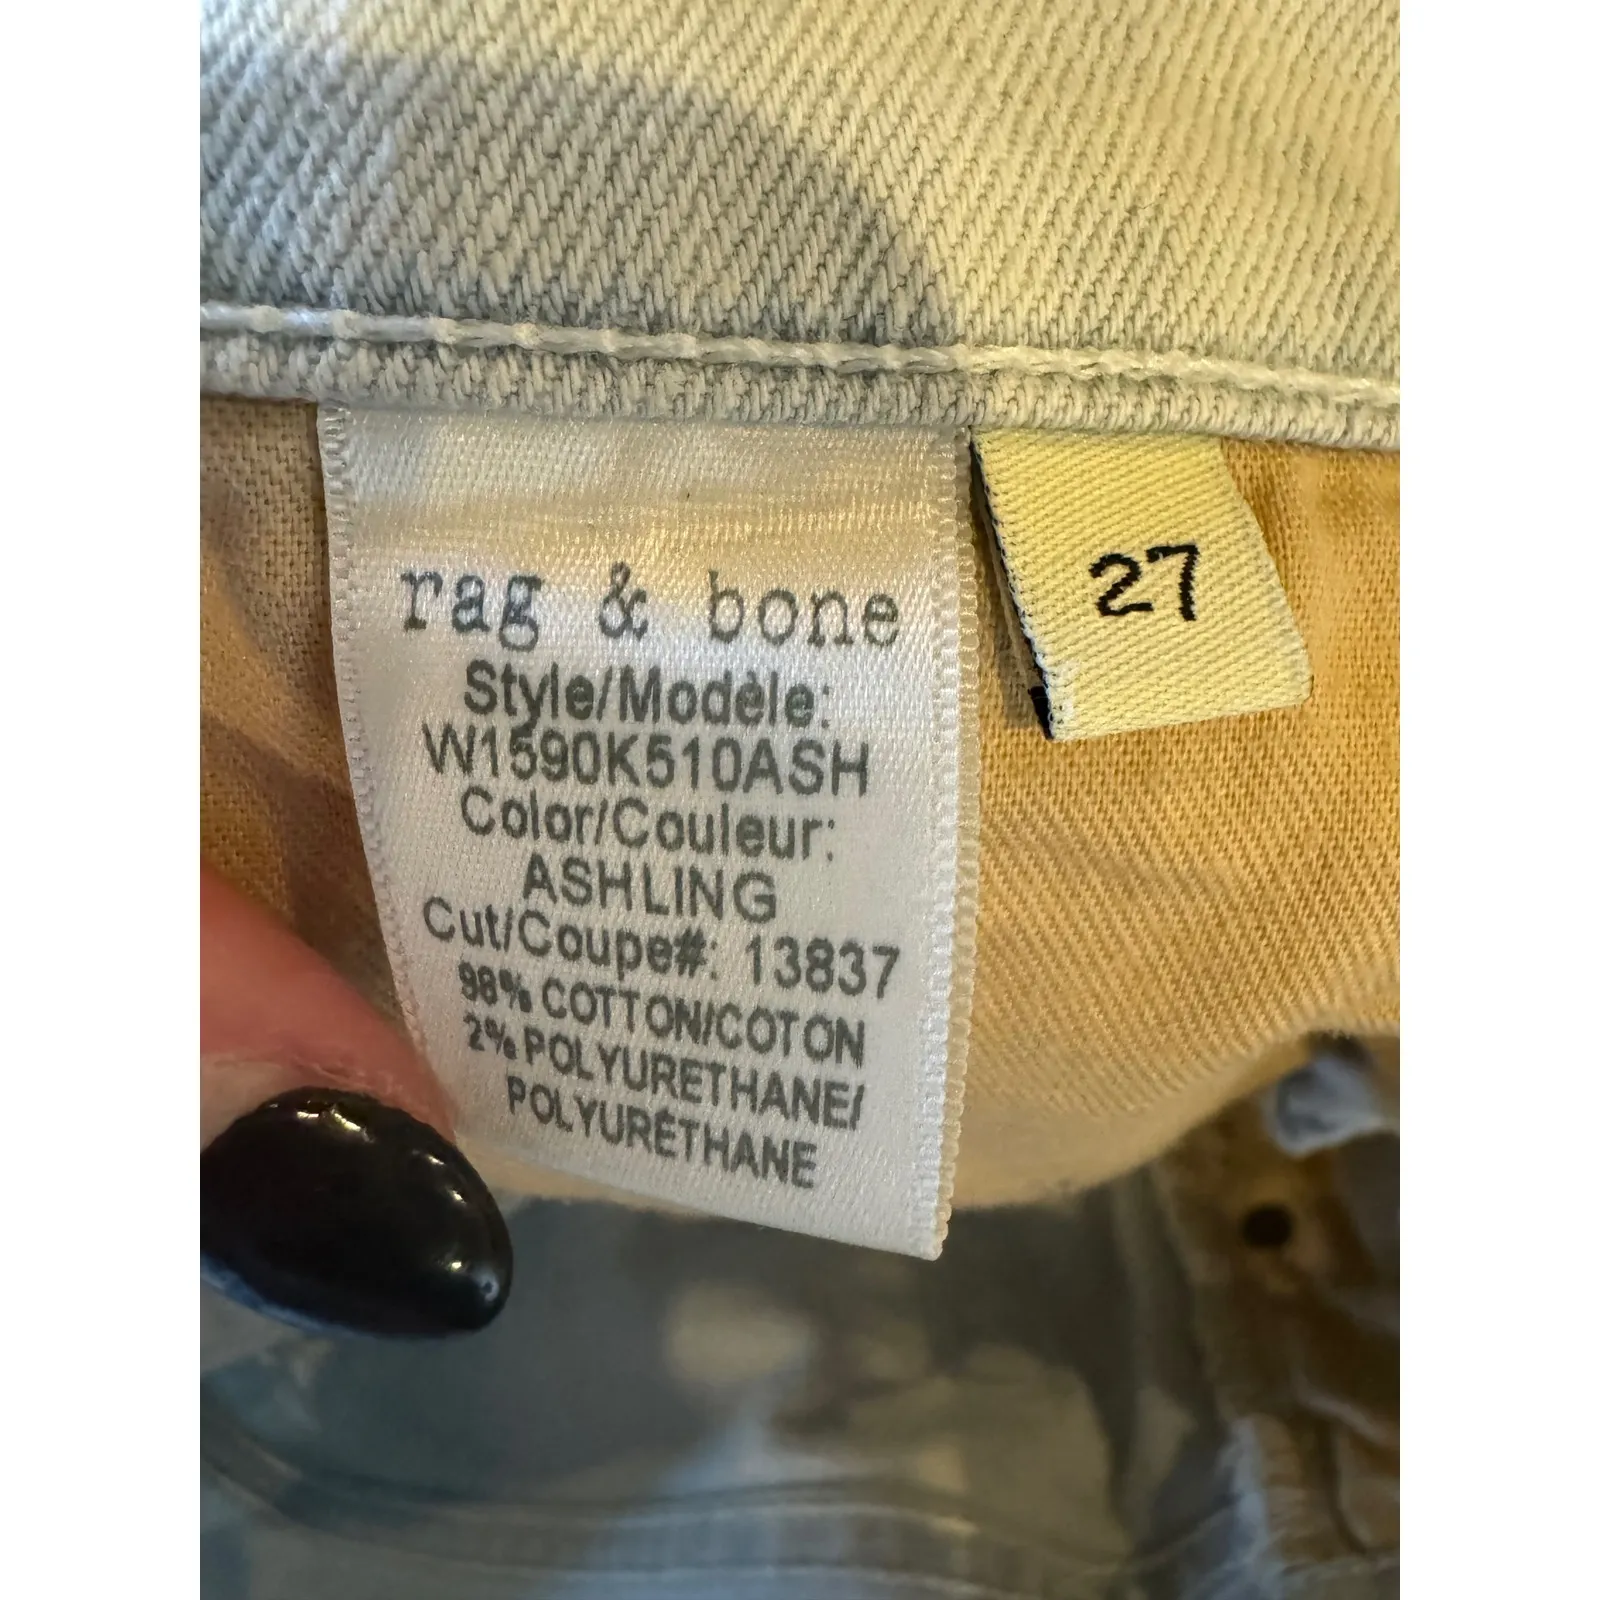 rag & bone
Style/Modèle:
W1590K510ASH
Color/Couleur:
ASHLING
Cut/Coupe#: 13837
98% COTTON/COTON
2% POLYURETHANE/
POLYURÉTHANE
27